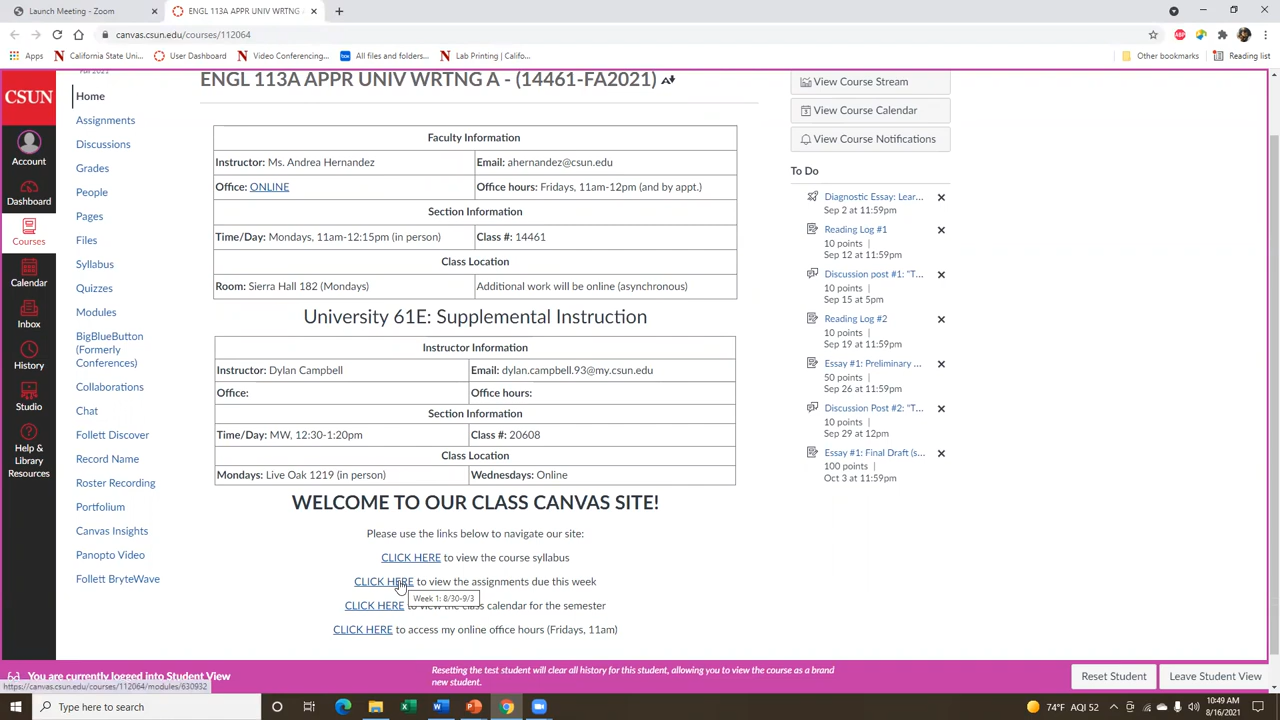 Launch Meeting - Zoom
ENGL 113A APPR UNIV WRTNG A
canvas.csun.edu/courses/112064
Apps
California State Uni...
User Dashboard
Video Conferencing...
All files and folders...
Lab Printing | Califo...
Other bookmarks
Reading list
CSUN
Account
Dashboard
Courses
Calendar
Inbox
History
Studio
Help &
Library
Resources
Home
Assignments
Discussions
Grades
People
Pages
Files
Syllabus
Quizzes
Modules
BigBlueButton
(Formerly
Conferences)
Collaborations
Chat
Follett Discover
Record Name
Roster Recording
Portfolium
Canvas Insights
Panopto Video
Follett BryteWave
ENGL 113A APPR UNIV WRTNG A - (14461-FA2021)
Faculty Information
Instructor: Ms. Andrea Hernandez Email: ahernandez@csun.edu
Office: ONLINE Office hours: Fridays, 11am-12pm (and by appt.)
Section Information
Time/Day: Mondays, 11am-12:15pm (in person) Class #: 14461
Class Location
Room: Sierra Hall 182 (Mondays) Additional work will be online (asynchronous)
University 61E: Supplemental Instruction
Instructor Information
Instructor: Dylan Campbell Email: dylan.campbell.93@my.csun.edu
Office: Office hours:
Section Information
Time/Day: MW, 12:30-1:20pm Class #: 20608
Class Location
Mondays: Live Oak 1219 (in person) Wednesdays: Online
WELCOME TO OUR CLASS CANVAS SITE!
Please use the links below to navigate our site:
CLICK HERE to view the course syllabus
CLICK HERE to view the assignments due this week
Week 1: 8/30-9/3
CLICK HERE to view the class calendar for the semester
CLICK HERE to access my online office hours (Fridays, 11am)
View Course Stream
View Course Calendar
View Course Notifications
To Do
Diagnostic Essay: Lear...
Sep 2 at 11:59pm
Reading Log #1
10 points |
Sep 12 at 11:59pm
Discussion post #1: "T...
10 points |
Sep 15 at 5pm
Reading Log #2
10 points |
Sep 19 at 11:59pm
Essay #1: Preliminary ...
50 points |
Sep 26 at 11:59pm
Discussion Post #2: "T...
10 points |
Sep 29 at 12pm
Essay #1: Final Draft (s...
100 points |
Oct 3 at 11:59pm
You are currently logged into Student View
Resetting the test student will clear all history for this student, allowing you to view the course as a brand
new student.
Reset Student
Leave Student View
https://canvas.csun.edu/courses/112064/modules/630932
Type here to search
74°F AQI 52
10:49 AM
8/16/2021